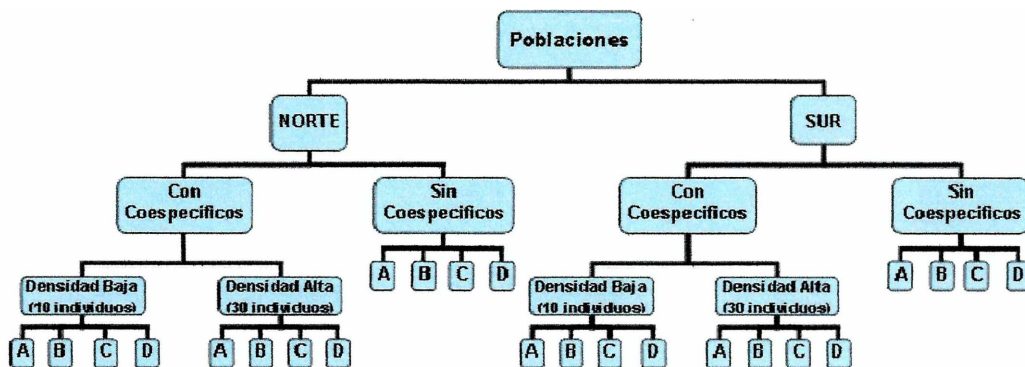 Poblaciones
NORTE
SUR
Con
Coespecíficos
Sin
Coespecíficos
Con
Coespecíficos
Sin
Coespecíficos
A B C D
A B C D
Densidad Baja
(10 individuos)
Densidad Alta
(30 individuos)
Densidad Baja
(10 individuos)
Densidad Alta
(30 individuos)
A B C D
A B C D
A B C D
A B C D